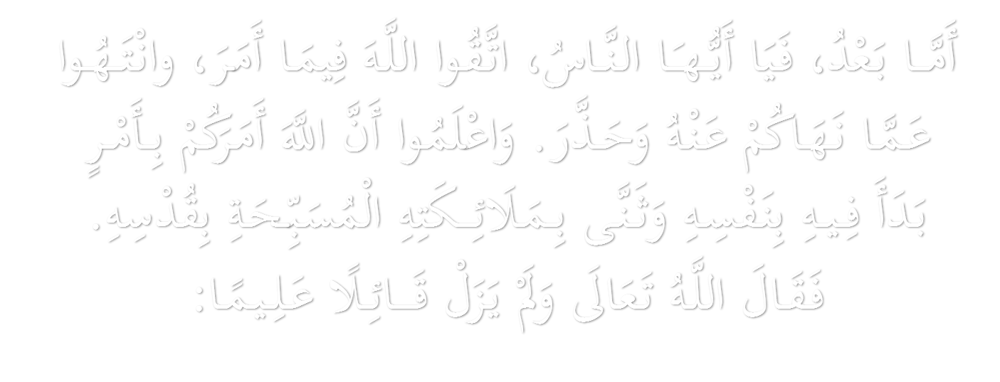 أَمَّا بَعْدُ، فَيَا أَيُّهَا النَّاسُ، اتَّقُوا اللَّهَ فِيمَا أَمَرَ، وانْتَهُوا
عَمَّا نَهَاكُمْ عَنْهُ وَحَذَّرَ. وَاعْلَمُوا أَنَّ اللَّهَ أَمَرَكُمْ بِأَمْرٍ
بَدَأَ فِيهِ بِنَفْسِهِ وَثَنَّى بِمَلَائِكَتِهِ الْمُسَبِّحَةِ بِقُدْسِهِ.
فَقَالَ اللَّهُ تَعَالَى وَلَمْ يَزَلْ قَائِلًا عَلِيمًا: